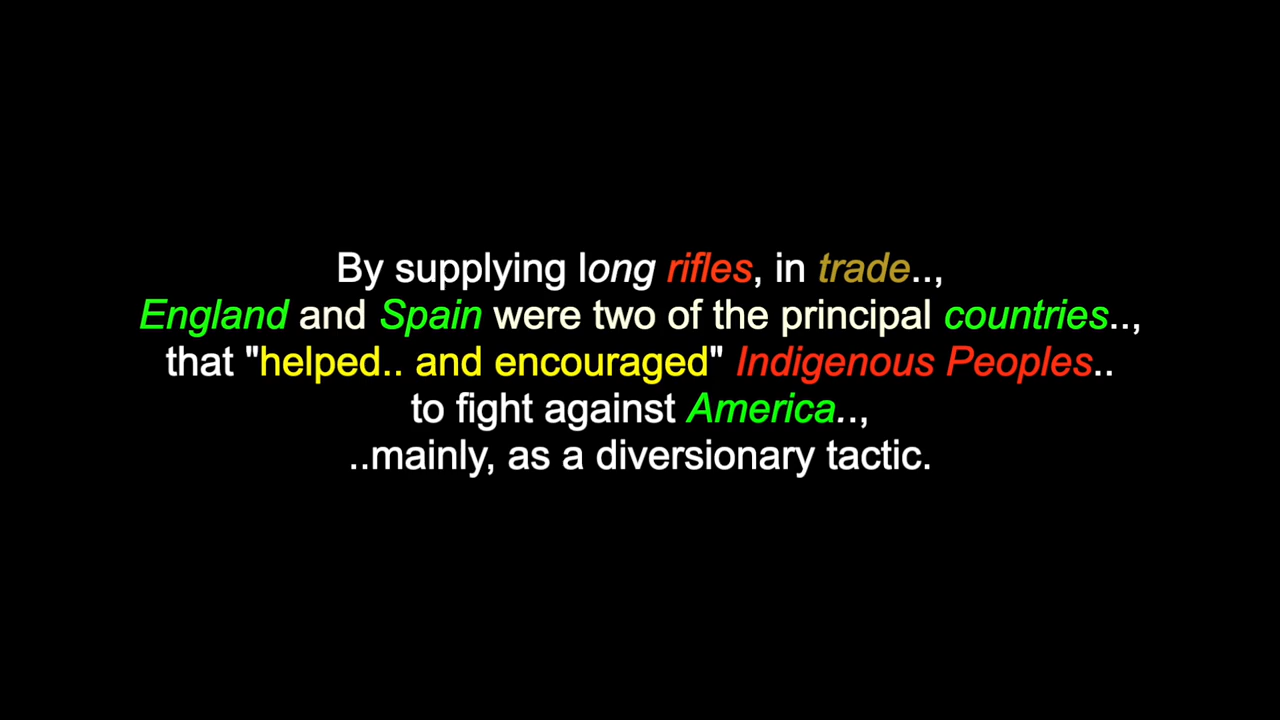 By supplying long rifles, in trade..,
England and Spain were two of the principal countries..,
that "helped.. and encouraged" Indigenous Peoples..
to fight against America..,
..mainly, as a diversionary tactic.